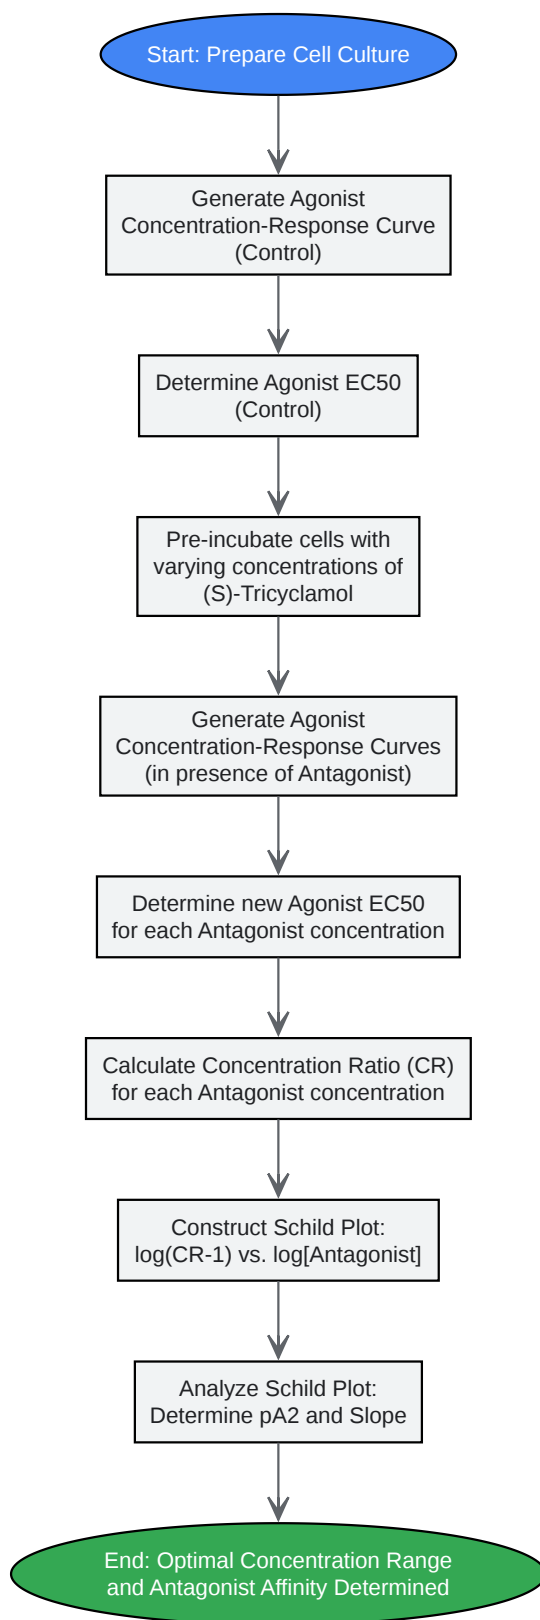 Start: Prepare Cell Culture
Generate Agonist
Concentration-Response Curve
(Control)
Determine Agonist EC50
(Control)
Pre-incubate cells with
varying concentrations of
(S)-Tricyclamol
Generate Agonist
Concentration-Response Curves
(in presence of Antagonist)
Determine new Agonist EC50
for each Antagonist concentration
Calculate Concentration Ratio (CR)
for each Antagonist concentration
Construct Schild Plot:
log(CR-1) vs. log[Antagonist]
Analyze Schild Plot:
Determine pA2 and Slope
End: Optimal Concentration Range
and Antagonist Affinity Determined